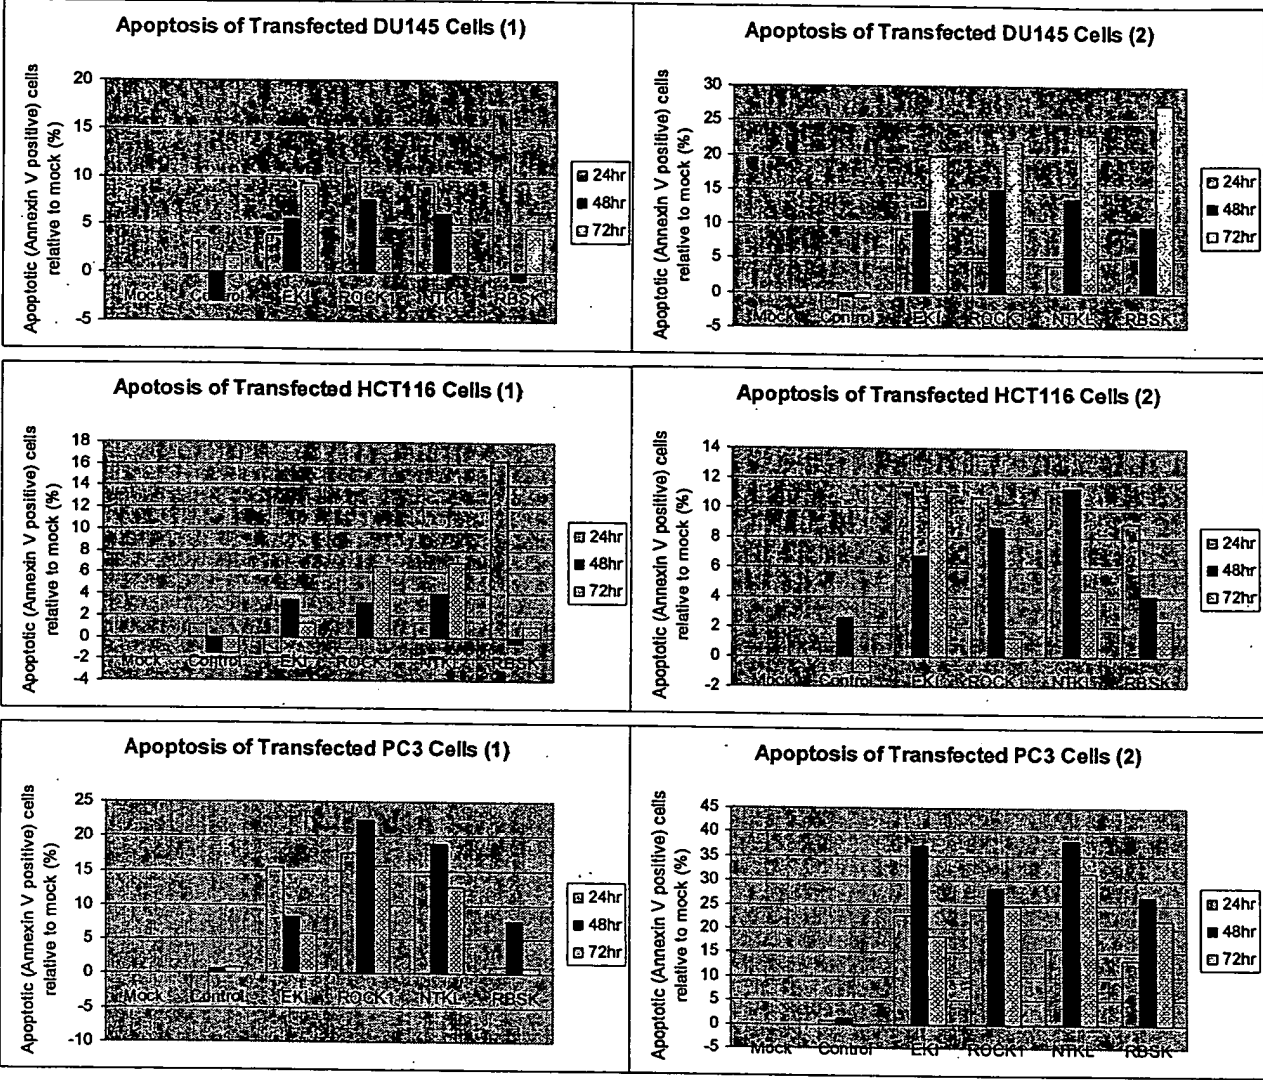 Apoptosis of Transfected DU145 Cells (1)
Apoptotic (Annexin V positive) cells
relative to mock (%)
20
15
10
5
0
-5
Mock Control EKI ROCK1 NTKL RBSK
24hr
48hr
72hr
Apoptosis of Transfected DU145 Cells (2)
Apoptotic (Annexin V positive) cells
relative to mock (%)
30
25
20
15
10
5
0
-5
Mock Control EKI ROCK1 NTKL RBSK
24hr
48hr
72hr
Apotosis of Transfected HCT116 Cells (1)
Apoptotic (Annexin V positive) cells
relative to mock (%)
18
16
14
12
10
8
6
4
2
0
-2
-4
Mock Control EKI ROCK1 NTKL RBSK
24hr
48hr
72hr
Apoptosis of Transfected HCT116 Cells (2)
Apoptotic (Annexin V positive) cells
relative to mock (%)
14
12
10
8
6
4
2
0
-2
Mock Control EKI ROCK1 NTKL RBSK
24hr
48hr
72hr
Apoptosis of Transfected PC3 Cells (1)
Apoptotic (Annexin V positive) cells
relative to mock (%)
25
20
15
10
5
0
-5
-10
Mock Control EKI ROCK1 NTKL RBSK
24hr
48hr
72hr
Apoptosis of Transfected PC3 Cells (2)
Apoptotic (Annexin V positive) cells
relative to mock (%)
45
40
35
30
25
20
15
10
5
0
-5
Mock Control EKI ROCK1 NTKL RBSK
24hr
48hr
72hr